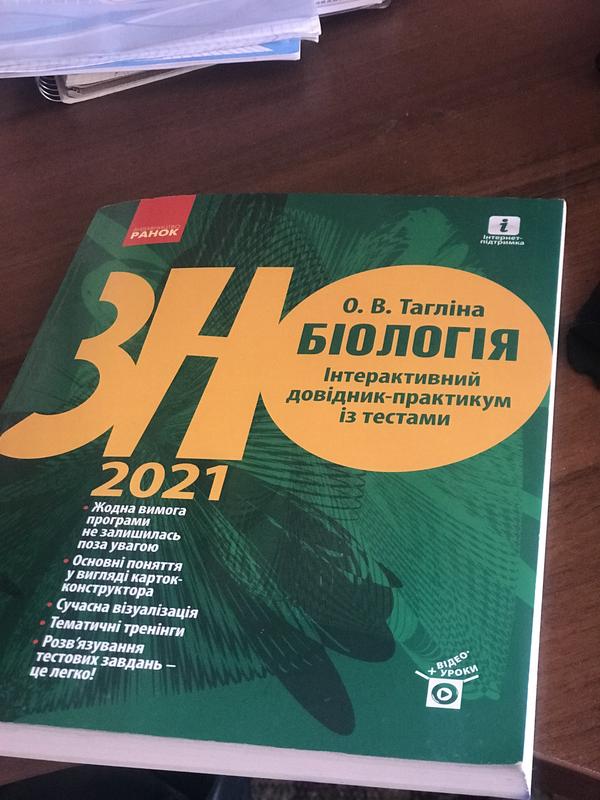 ВИДАВНИЦТВО
РАНОК
і
Інтернет-
підтримка
ЗНО
О. В. Тагліна
БІОЛОГІЯ
Інтерактивний
довідник-практикум
із тестами
2021
• Жодна вимога
програми
не залишилась
поза увагою
• Основні поняття
у вигляді карток-
конструктора
• Сучасна візуалізація
• Тематичні тренінги
• Розв'язування
тестових завдань —
це легко!
+ ВІДЕО-
УРОКИ